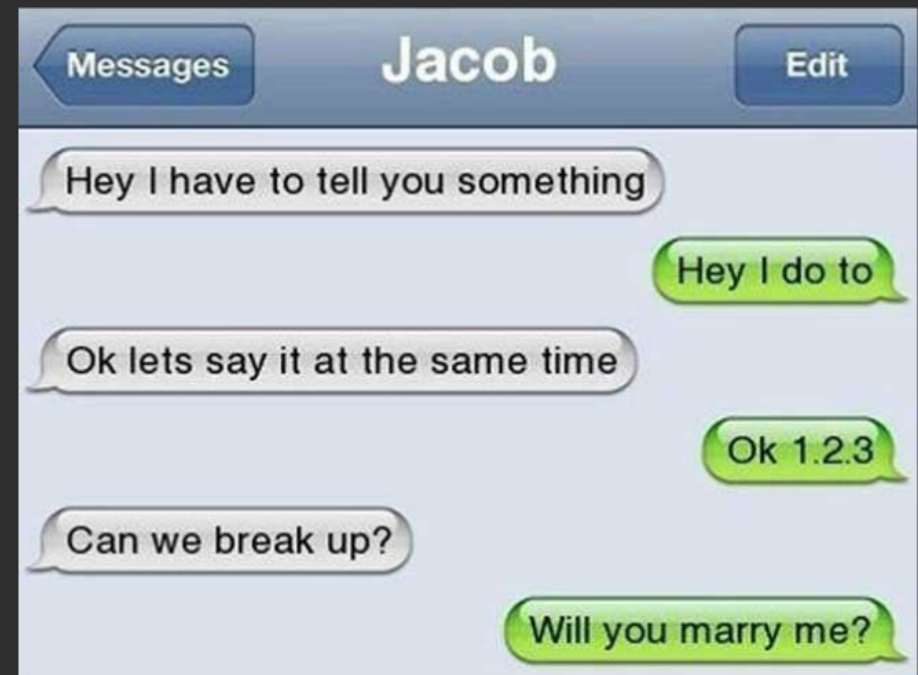 Messages Jacob Edit
Hey I have to tell you something
Hey I do to
Ok lets say it at the same time
Ok 1.2.3
Can we break up?
Will you marry me?